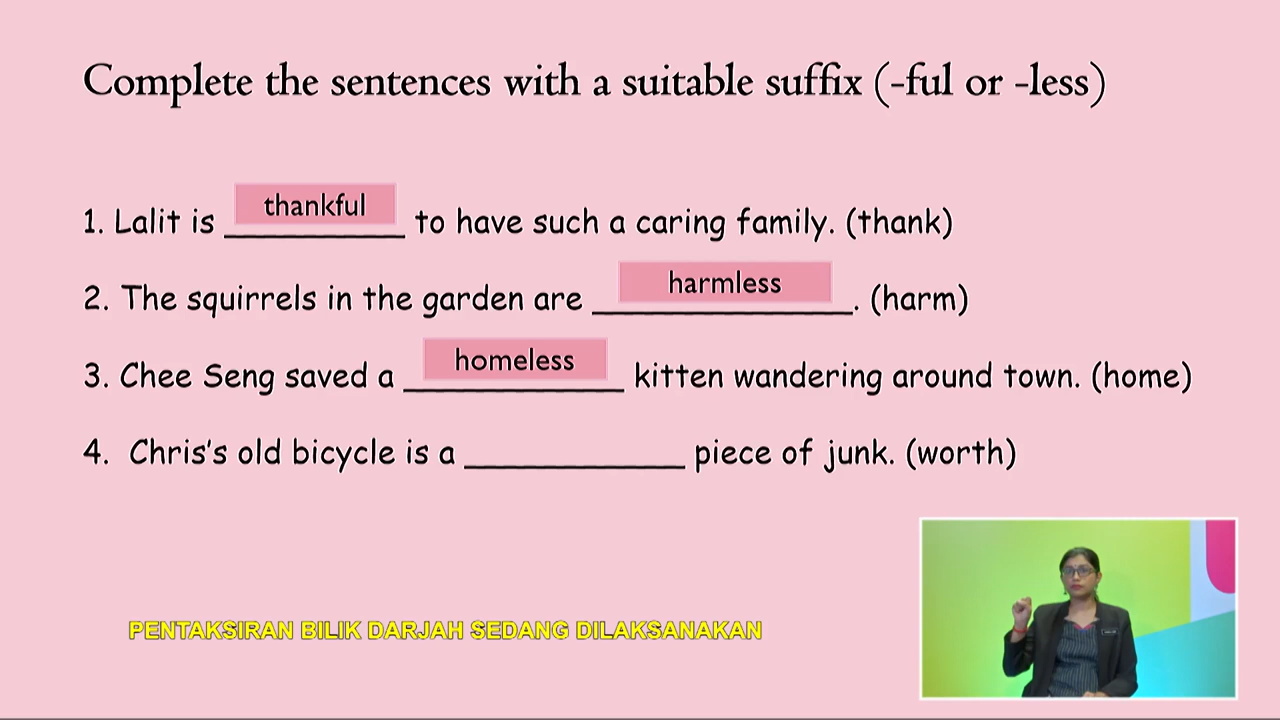 Complete the sentences with a suitable suffix (-ful or -less)
1. Lalit is thankful to have such a caring family. (thank)
2. The squirrels in the garden are harmless. (harm)
3. Chee Seng saved a homeless kitten wandering around town. (home)
4. Chris's old bicycle is a ____________ piece of junk. (worth)
PENTAKSIRAN BILIK DARJAH SEDANG DILAKSANAKAN